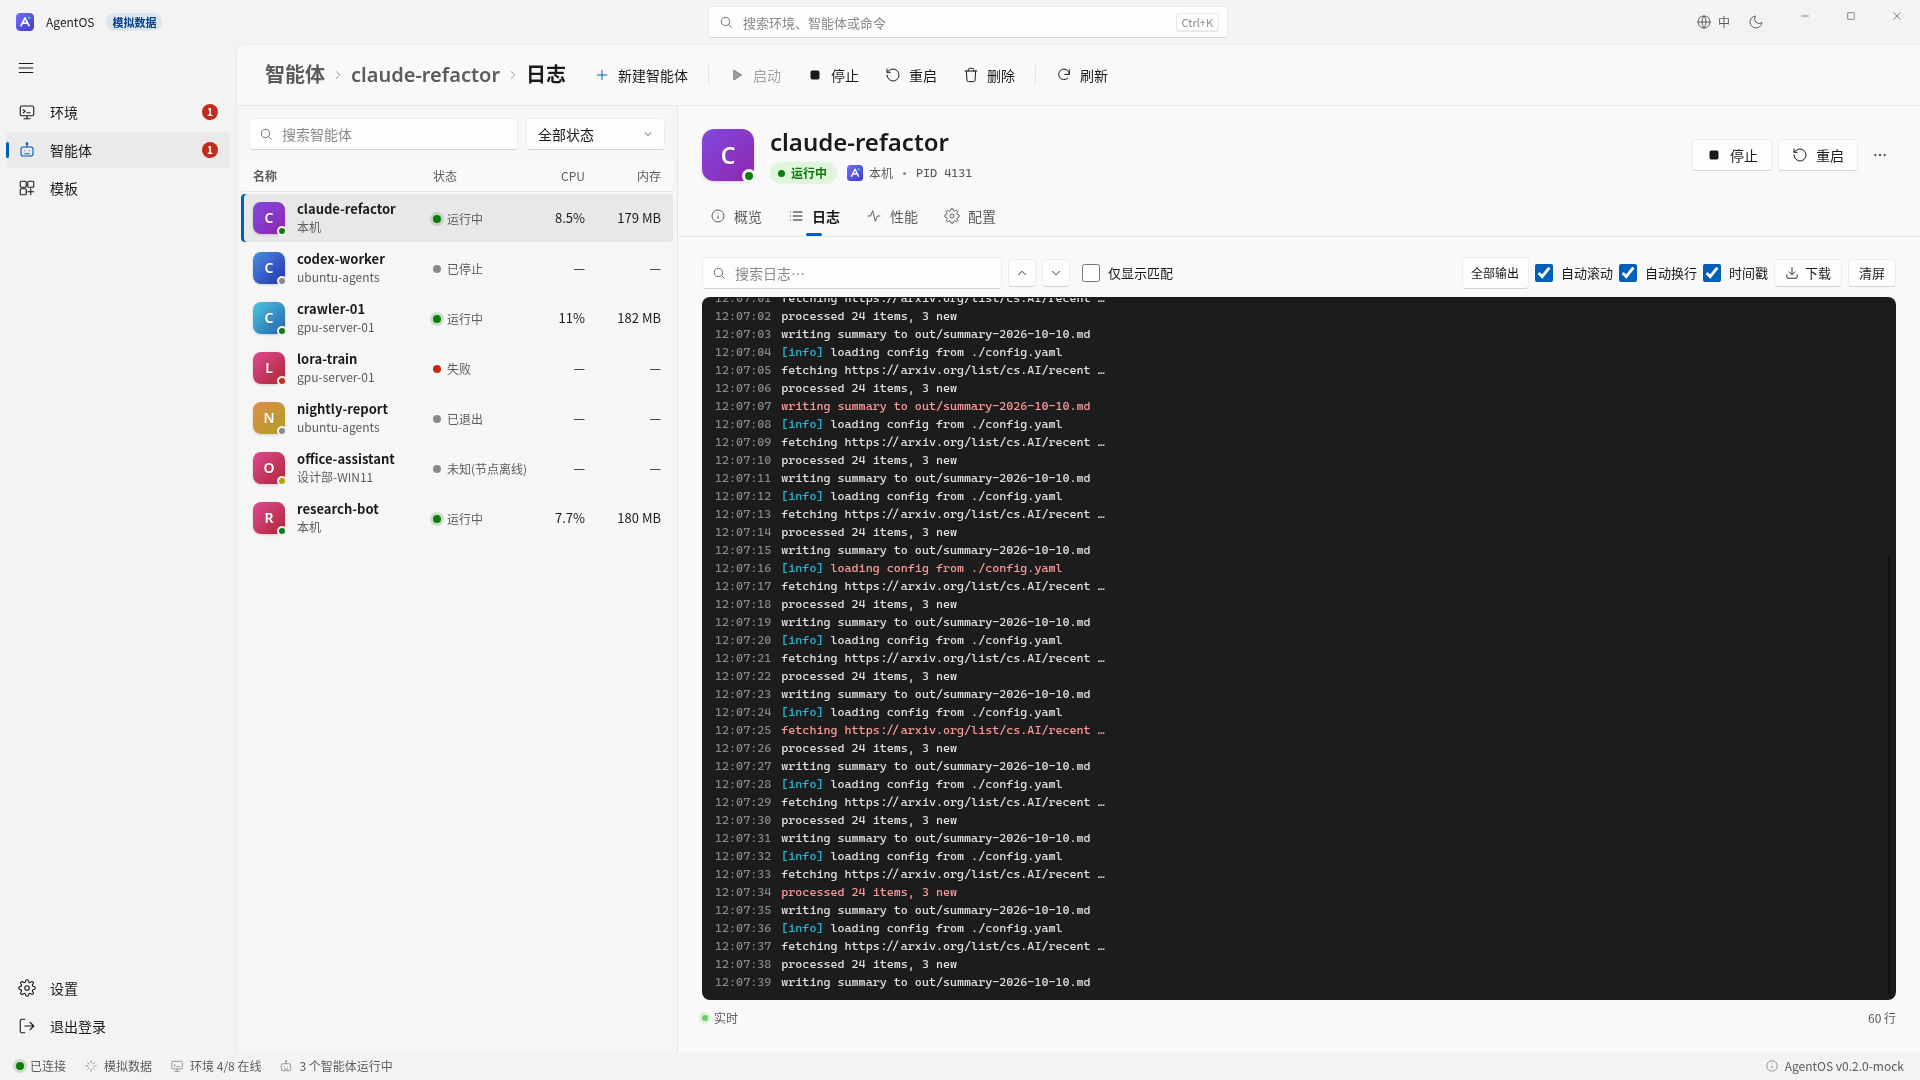 AgentOS 模拟数据
搜索环境、智能体或命令 Ctrl+K
中
环境 1
智能体 1
模板
设置
退出登录
智能体 › claude-refactor › 日志
新建智能体 启动 停止 重启 删除 刷新
搜索智能体 全部状态
名称 状态 CPU 内存
C claude-refactor 本机 运行中 8.5% 179 MB
C codex-worker ubuntu-agents 已停止 — —
C crawler-01 gpu-server-01 运行中 11% 182 MB
L lora-train gpu-server-01 失败 — —
N nightly-report ubuntu-agents 已退出 — —
O office-assistant 设计部-WIN11 未知(节点离线) — —
R research-bot 本机 运行中 7.7% 180 MB
C claude-refactor
运行中 本机 • PID 4131
停止 重启 ···
概览 日志 性能 配置
搜索日志… 仅显示匹配 全部输出 自动滚动 自动换行 时间戳 下载 清屏
12:07:01 fetching https://arxiv.org/list/cs.AI/recent …
12:07:02 processed 24 items, 3 new
12:07:03 writing summary to out/summary-2026-10-10.md
12:07:04 [info] loading config from ./config.yaml
12:07:05 fetching https://arxiv.org/list/cs.AI/recent …
12:07:06 processed 24 items, 3 new
12:07:07 writing summary to out/summary-2026-10-10.md
12:07:08 [info] loading config from ./config.yaml
12:07:09 fetching https://arxiv.org/list/cs.AI/recent …
12:07:10 processed 24 items, 3 new
12:07:11 writing summary to out/summary-2026-10-10.md
12:07:12 [info] loading config from ./config.yaml
12:07:13 fetching https://arxiv.org/list/cs.AI/recent …
12:07:14 processed 24 items, 3 new
12:07:15 writing summary to out/summary-2026-10-10.md
12:07:16 [info] loading config from ./config.yaml
12:07:17 fetching https://arxiv.org/list/cs.AI/recent …
12:07:18 processed 24 items, 3 new
12:07:19 writing summary to out/summary-2026-10-10.md
12:07:20 [info] loading config from ./config.yaml
12:07:21 fetching https://arxiv.org/list/cs.AI/recent …
12:07:22 processed 24 items, 3 new
12:07:23 writing summary to out/summary-2026-10-10.md
12:07:24 [info] loading config from ./config.yaml
12:07:25 fetching https://arxiv.org/list/cs.AI/recent …
12:07:26 processed 24 items, 3 new
12:07:27 writing summary to out/summary-2026-10-10.md
12:07:28 [info] loading config from ./config.yaml
12:07:29 fetching https://arxiv.org/list/cs.AI/recent …
12:07:30 processed 24 items, 3 new
12:07:31 writing summary to out/summary-2026-10-10.md
12:07:32 [info] loading config from ./config.yaml
12:07:33 fetching https://arxiv.org/list/cs.AI/recent …
12:07:34 processed 24 items, 3 new
12:07:35 writing summary to out/summary-2026-10-10.md
12:07:36 [info] loading config from ./config.yaml
12:07:37 fetching https://arxiv.org/list/cs.AI/recent …
12:07:38 processed 24 items, 3 new
12:07:39 writing summary to out/summary-2026-10-10.md
实时 60 行
已连接 模拟数据 环境 4/8 在线 3 个智能体运行中 AgentOS v0.2.0-mock